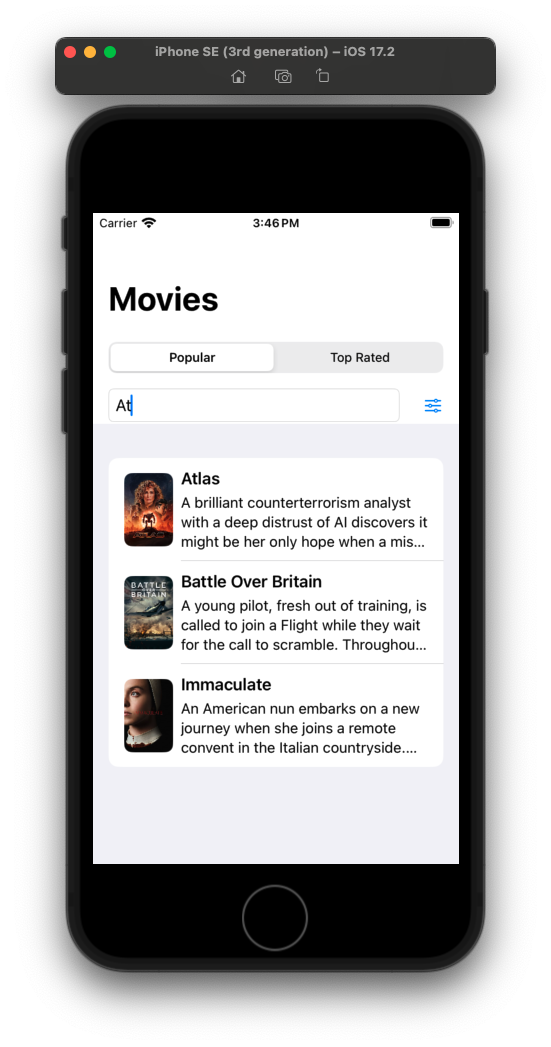 iPhone SE (3rd generation) – iOS 17.2
Carrier 3:46 PM
Movies
Popular Top Rated
At
Atlas
A brilliant counterterrorism analyst
with a deep distrust of AI discovers it
might be her only hope when a mis...
BATTLE
OVER
BRITAIN
Battle Over Britain
A young pilot, fresh out of training, is
called to join a Flight while they wait
for the call to scramble. Throughou...
Immaculate
An American nun embarks on a new
journey when she joins a remote
convent in the Italian countryside....